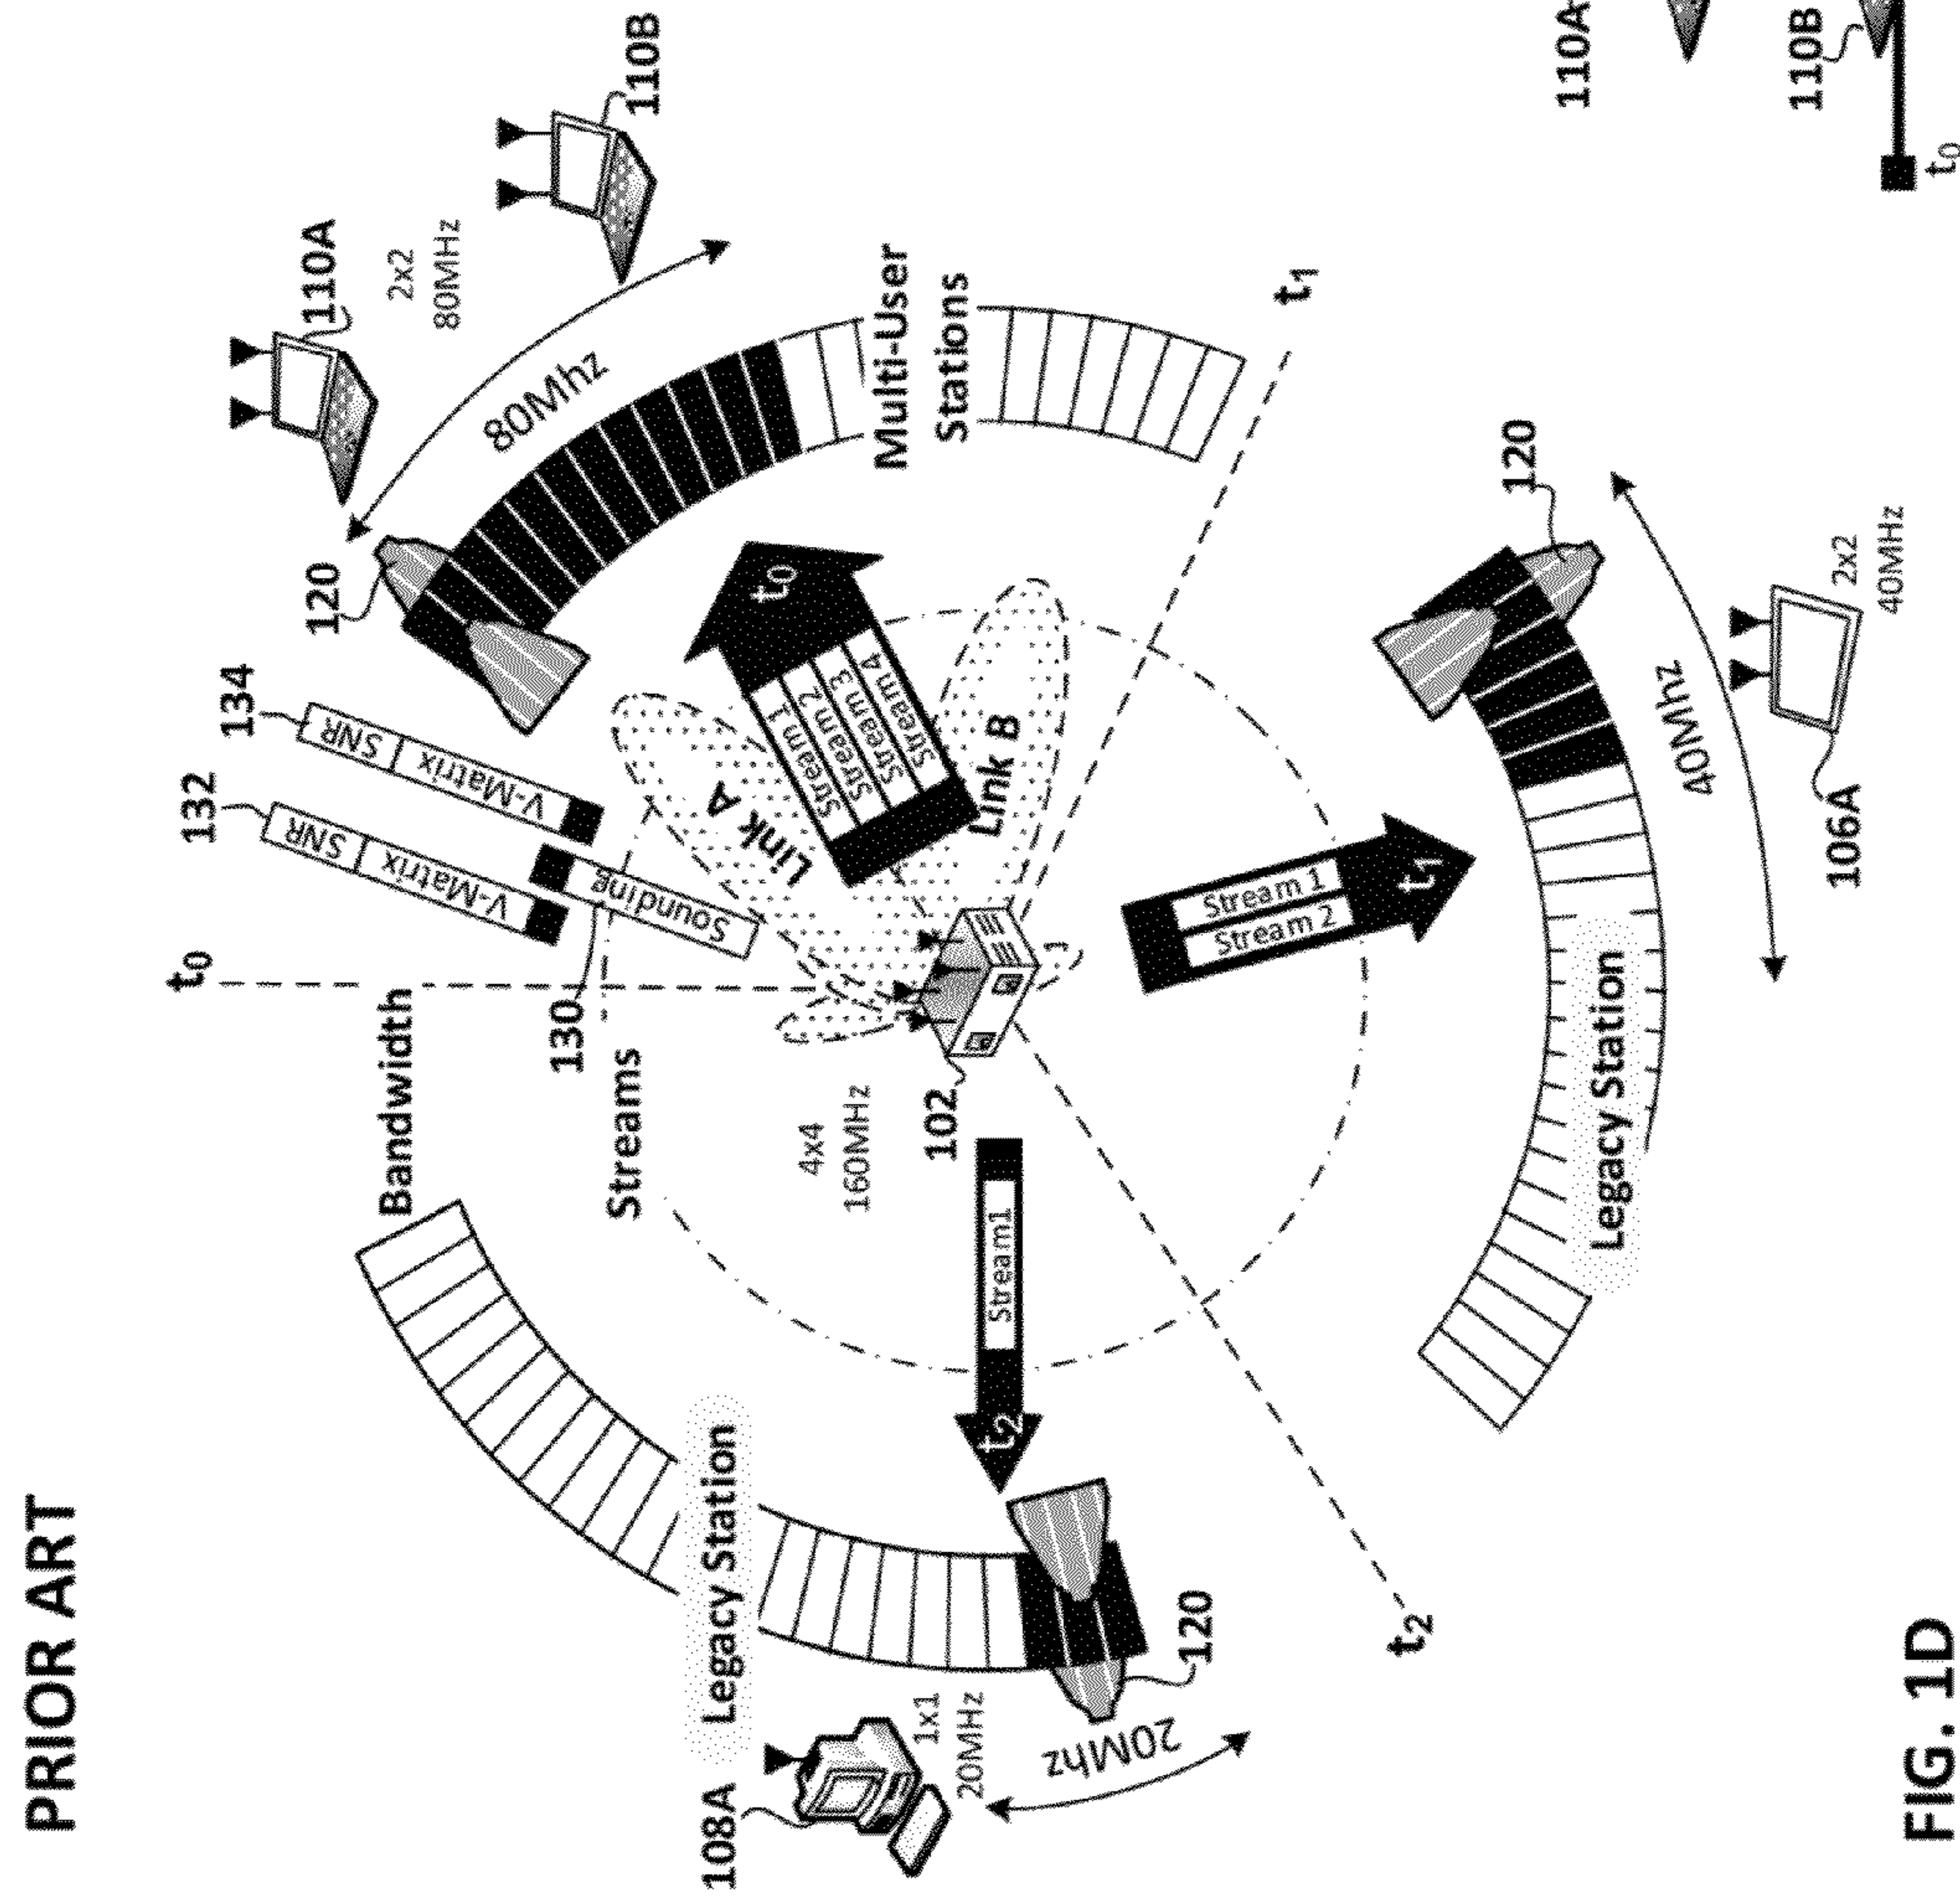 PRIOR ART
t0
132
134
SNR
V-Matrix
SNR
V-Matrix
Sounding
130
120
110A
2x2
80MHz
110B
80Mhz
Bandwidth
Streams
4x4
160MHz
102
Link A
Link B
Stream 1
Stream 2
Stream 3
Stream 4
t0
Multi-User
Stations
t1
Stream 1
Stream 2
t1
120
40Mhz
2x2
40MHz
106A
Legacy Station
Stream1
t2
t2
Legacy Station
108A
1x1
20MHz
20Mhz
120
110A
110B
t0
FIG. 1D